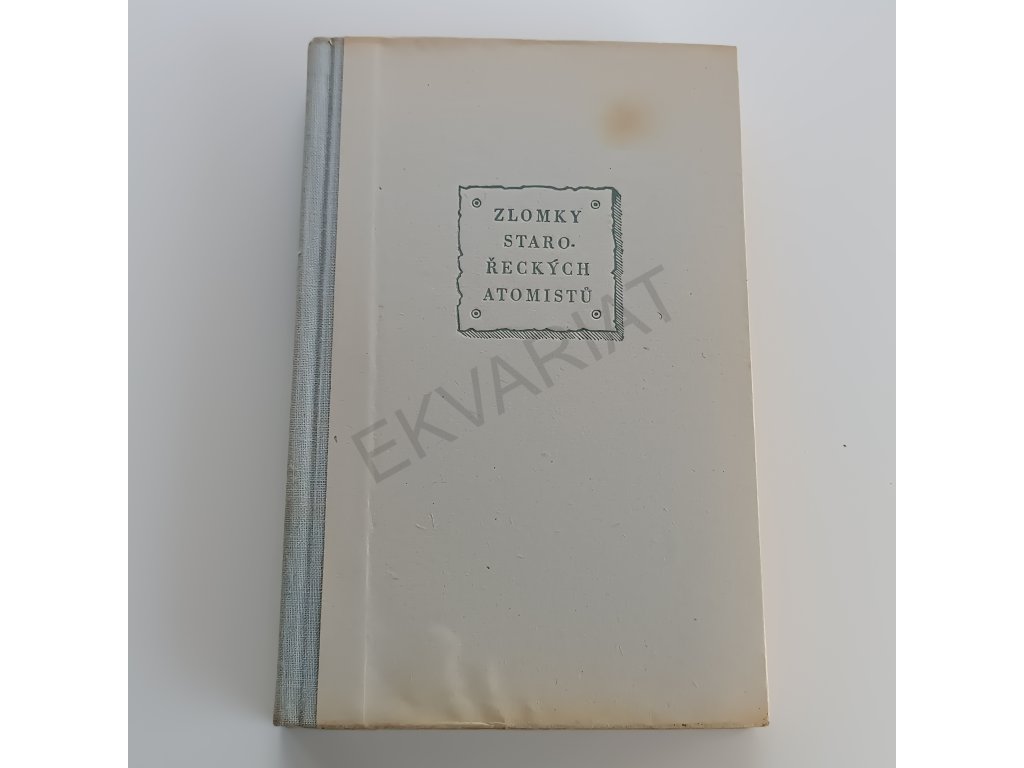 ZLOMKY
STARO-
ŘECKÝCH
ATOMISTŮ
EKVARIAT